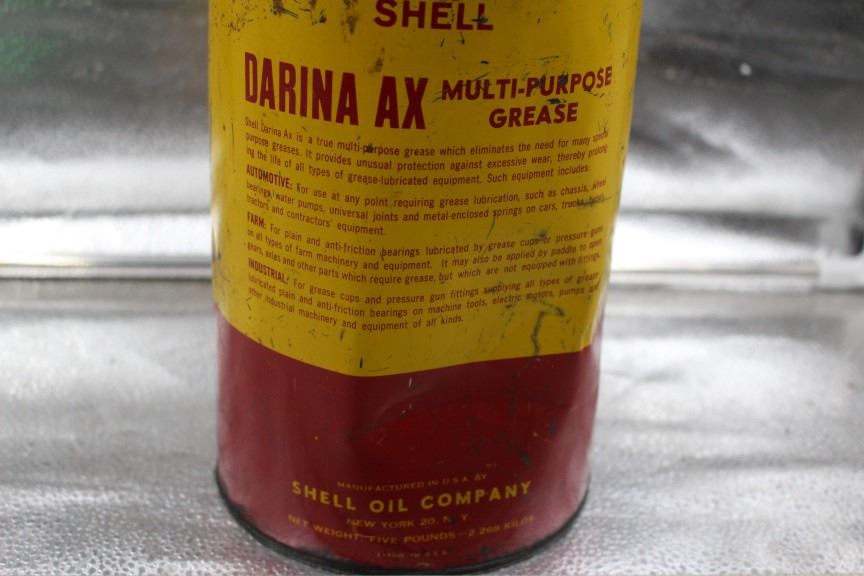 SHELL
DARINA AX MULTI-PURPOSE
GREASE
Shell Darina Ax is a true multi-purpose grease which eliminates the need for many special
purpose greases. It provides unusual protection against excessive wear, thereby prolong-
ing the life of all types of grease-lubricated equipment. Such equipment includes:
AUTOMOTIVE: For use at any point requiring grease lubrication, such as chassis, wheel
bearings, water pumps, universal joints and metal-enclosed springs on cars, trucks, buses,
tractors and contractors' equipment.
FARM: For plain and anti-friction bearings lubricated by grease cups or pressure guns
on all types of farm machinery and equipment. It may also be applied by paddle to open
gears, axles and other parts which require grease, but which are not equipped with fittings.
INDUSTRIAL: For grease cups and pressure gun fittings supplying all types of grease
lubricated plain and anti-friction bearings on machine tools, electric motors, pumps and
other industrial machinery and equipment of all kinds.
MANUFACTURED IN U.S.A. BY
SHELL OIL COMPANY
NEW YORK 20, N.Y.
NET WEIGHT FIVE POUNDS—2.268 KILOS